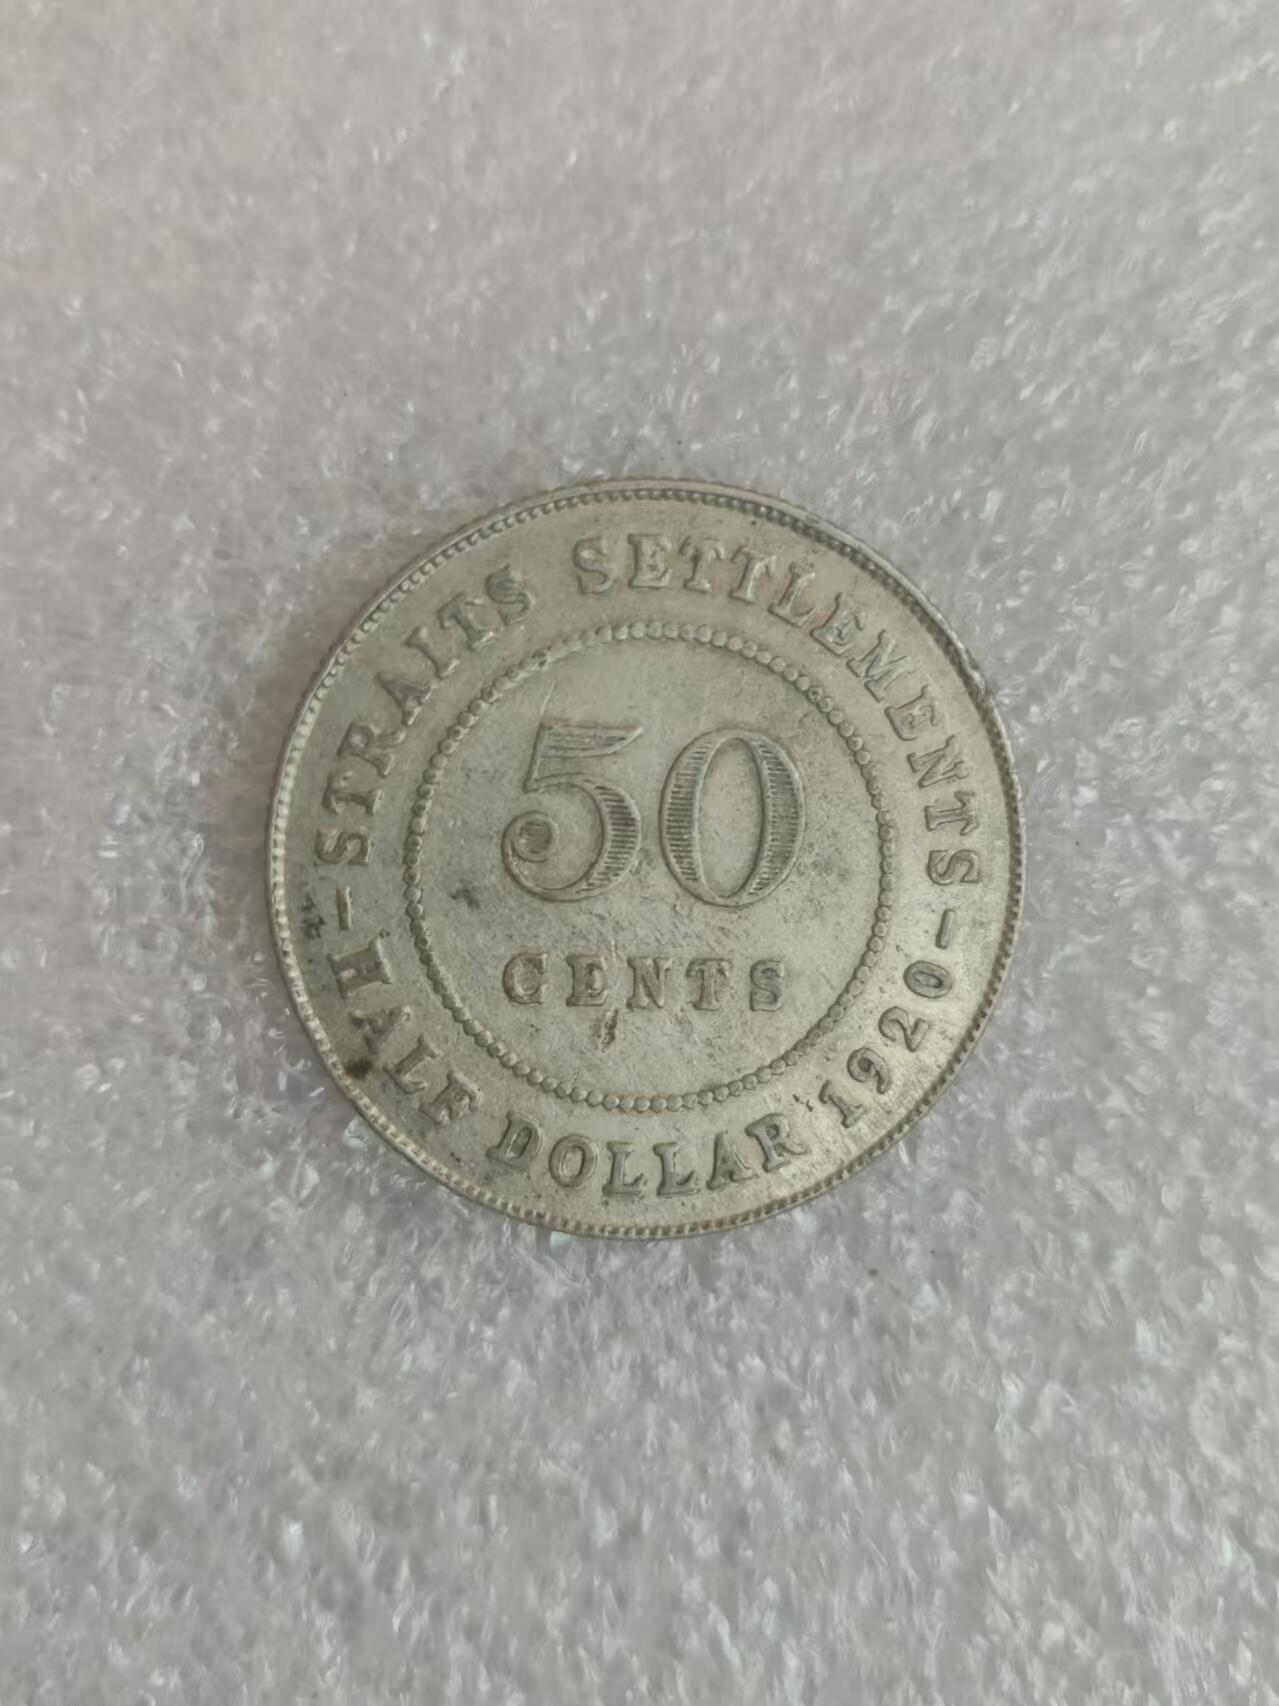 STRAITS SETTLEMENTS
50
CENTS
HALF DOLLAR 1920